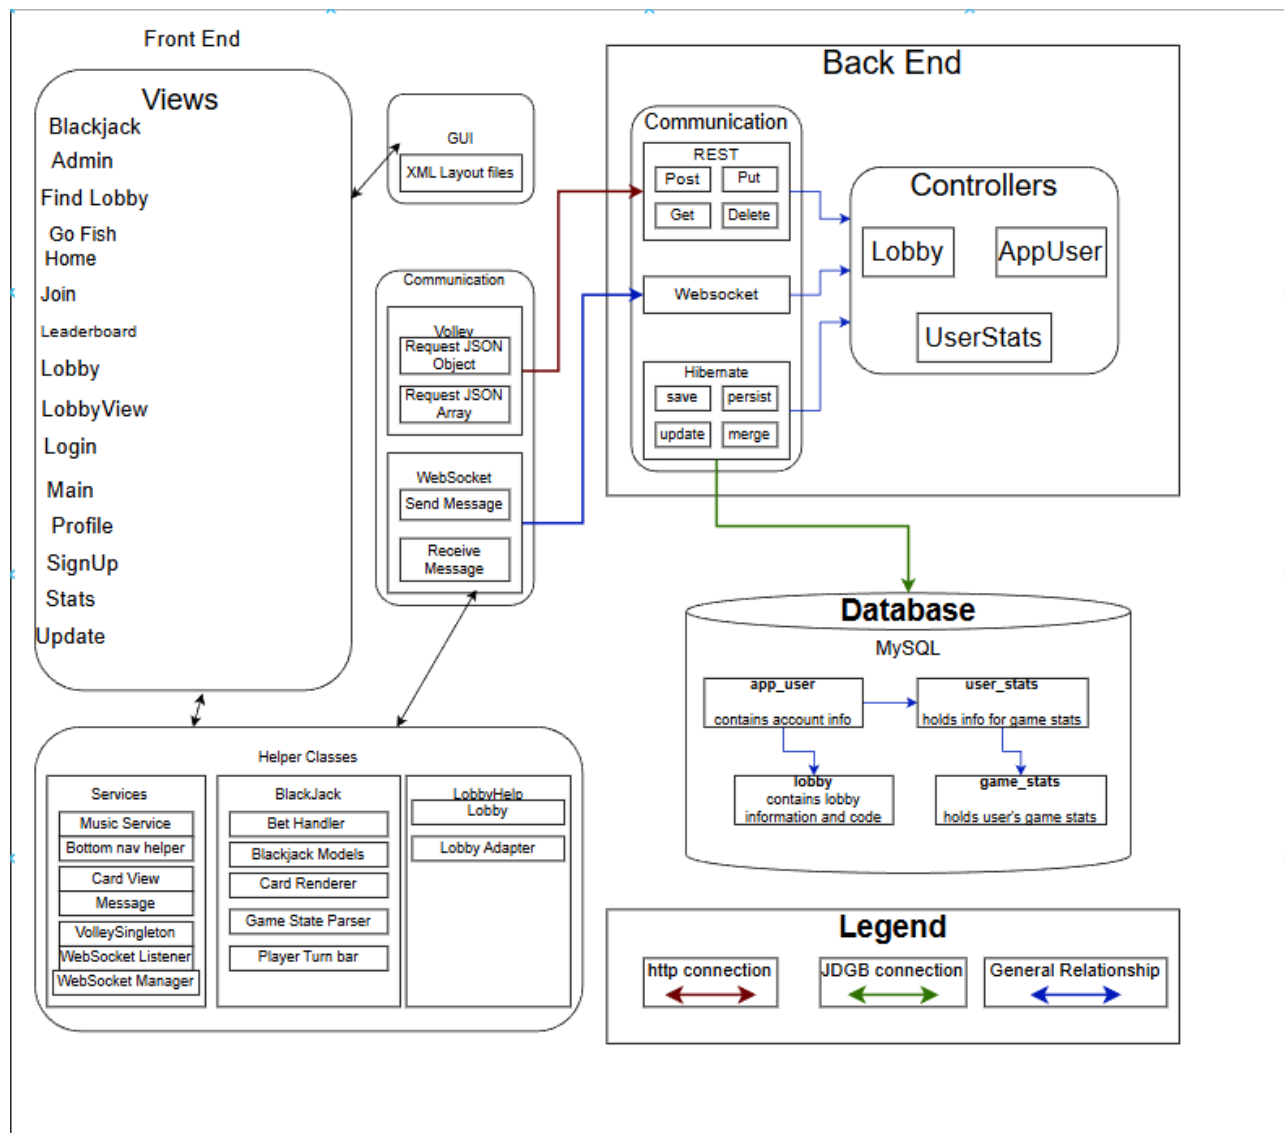 Front End
Views
Blackjack
Admin
Find Lobby
Go Fish
Home
Join
Leaderboard
Lobby
LobbyView
Login
Main
Profile
SignUp
Stats
Update
GUI
XML Layout files
Communication
Volley
Request JSON
Object
Request JSON
Array
WebSocket
Send Message
Receive
Message
Helper Classes
Services
Music Service
Bottom nav helper
Card View
Message
VolleySingleton
WebSocket Listener
WebSocket Manager
BlackJack
Bet Handler
Blackjack Models
Card Renderer
Game State Parser
Player Turn bar
LobbyHelp
Lobby
Lobby Adapter
Back End
Communication
REST
Post
Put
Get
Delete
Websocket
Hibernate
save
persist
update
merge
Controllers
Lobby
AppUser
UserStats
Database
MySQL
app_user
contains account info
user_stats
holds info for game stats
lobby
contains lobby
information and code
game_stats
holds user's game stats
Legend
http connection
JDGB connection
General Relationship